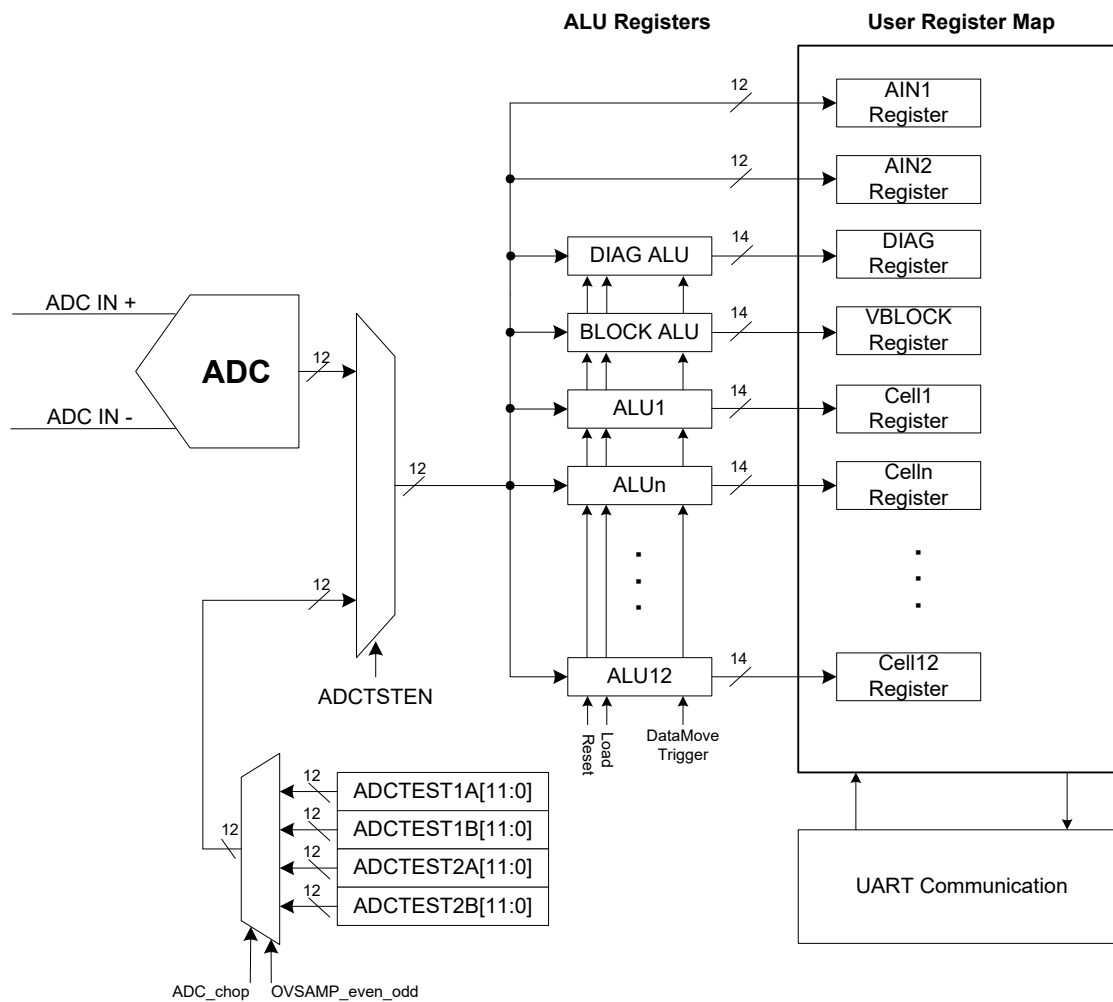 ALU Registers
User Register Map
12
AIN1
Register
12
AIN2
Register
DIAG ALU
14
DIAG
Register
ADC IN +
BLOCK ALU
14
VBLOCK
Register
ADC
12
ADC IN -
ALU1
14
Cell1
Register
12
ALUn
14
Celln
Register
12
ALU12
14
Cell12
Register
ADCTSTEN
Reset
Load
DataMove
Trigger
12
ADCTEST1A[11:0]
12
ADCTEST1B[11:0]
12
12
ADCTEST2A[11:0]
12
ADCTEST2B[11:0]
UART Communication
ADC_chop
OVSAMP_even_odd